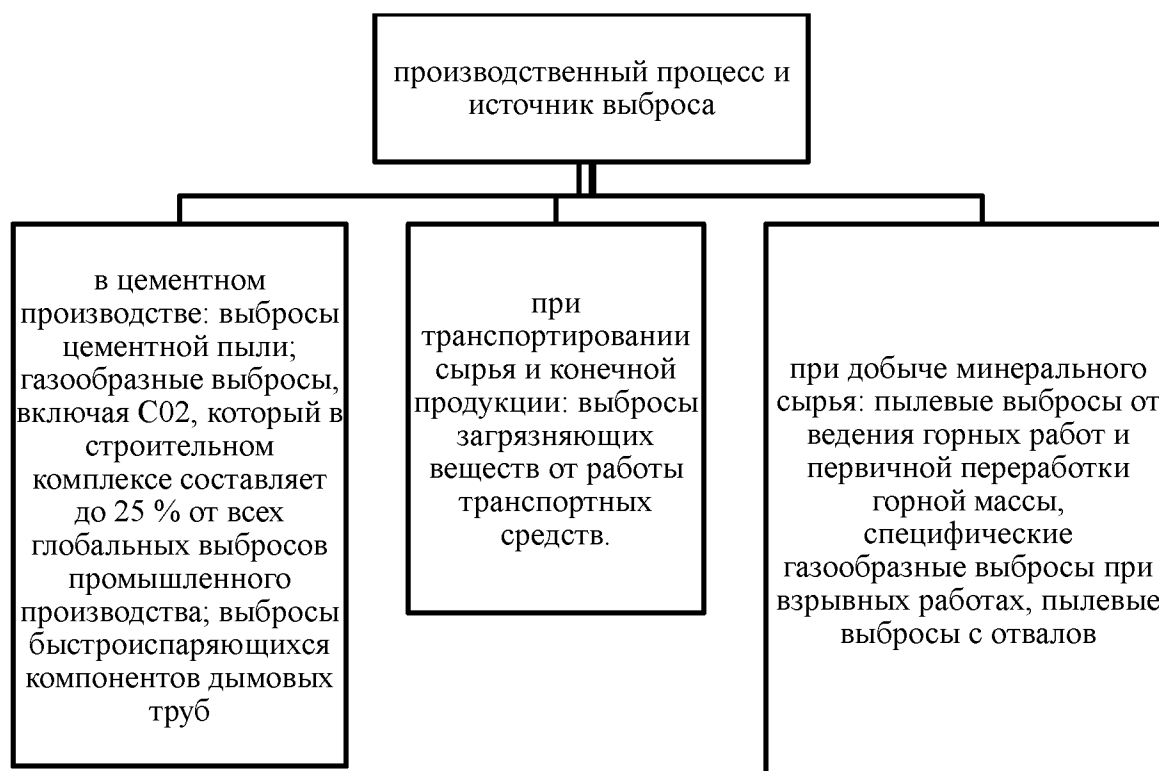 производственный процесс и
источник выброса
в цементном
производстве: выбросы
цементной пыли;
газообразные выбросы,
включая С02, который в
строительном
комплексе составляет
до 25 % от всех
глобальных выбросов
промышленного
производства; выбросы
быстроиспаряющихся
компонентов дымовых
труб
при
транспортировании
сырья и конечной
продукции: выбросы
загрязняющих
веществ от работы
транспортных
средств.
при добыче минерального
сырья: пылевые выбросы от
ведения горных работ и
первичной переработки
горной массы,
специфические
газообразные выбросы при
взрывных работах, пылевые
выбросы с отвалов